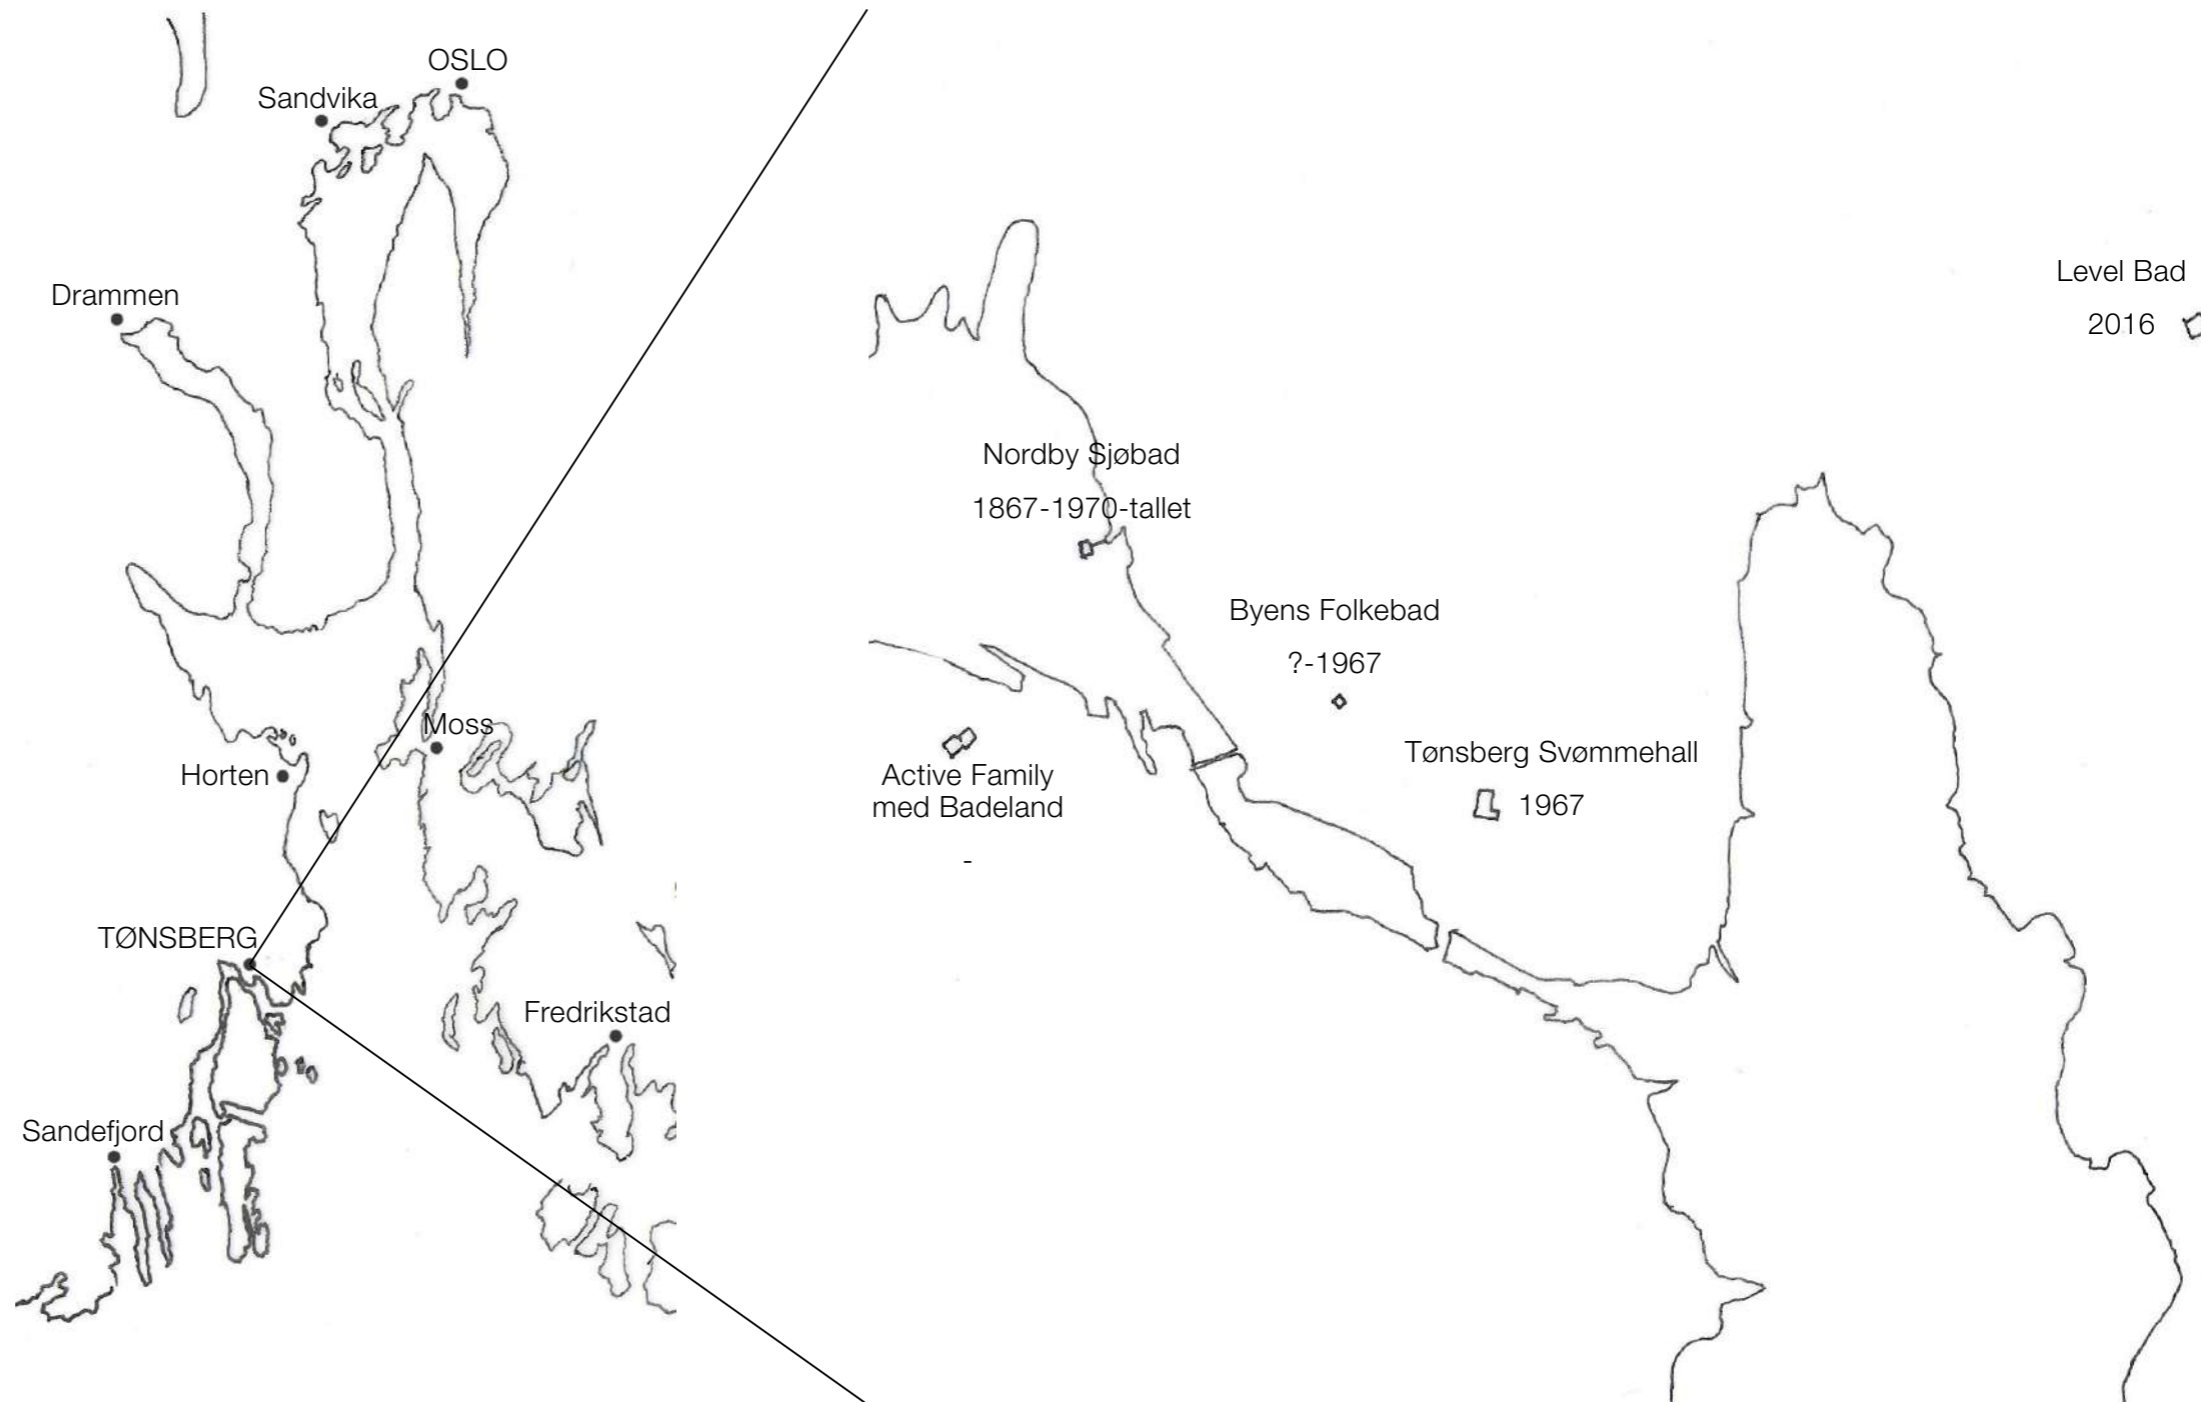 OSLO
Sandvika
Drammen
Moss
Horten
TØNSBERG
Fredrikstad
Sandefjord
Level Bad
2016
Nordby Sjøbad
1867-1970-tallet
Byens Folkebad
?-1967
Tønsberg Svømmehall
1967
Active Family
med Badeland
-